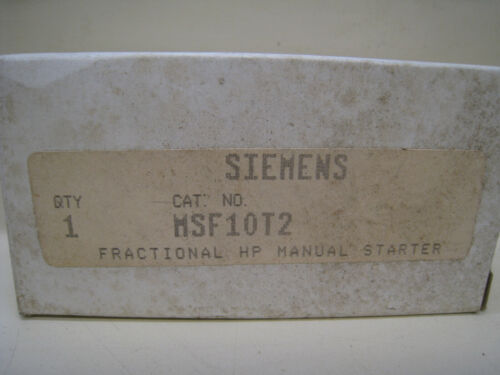 SIEMENS
QTY CAT. NO.
1 MSF10T2
FRACTIONAL HP MANUAL STARTER